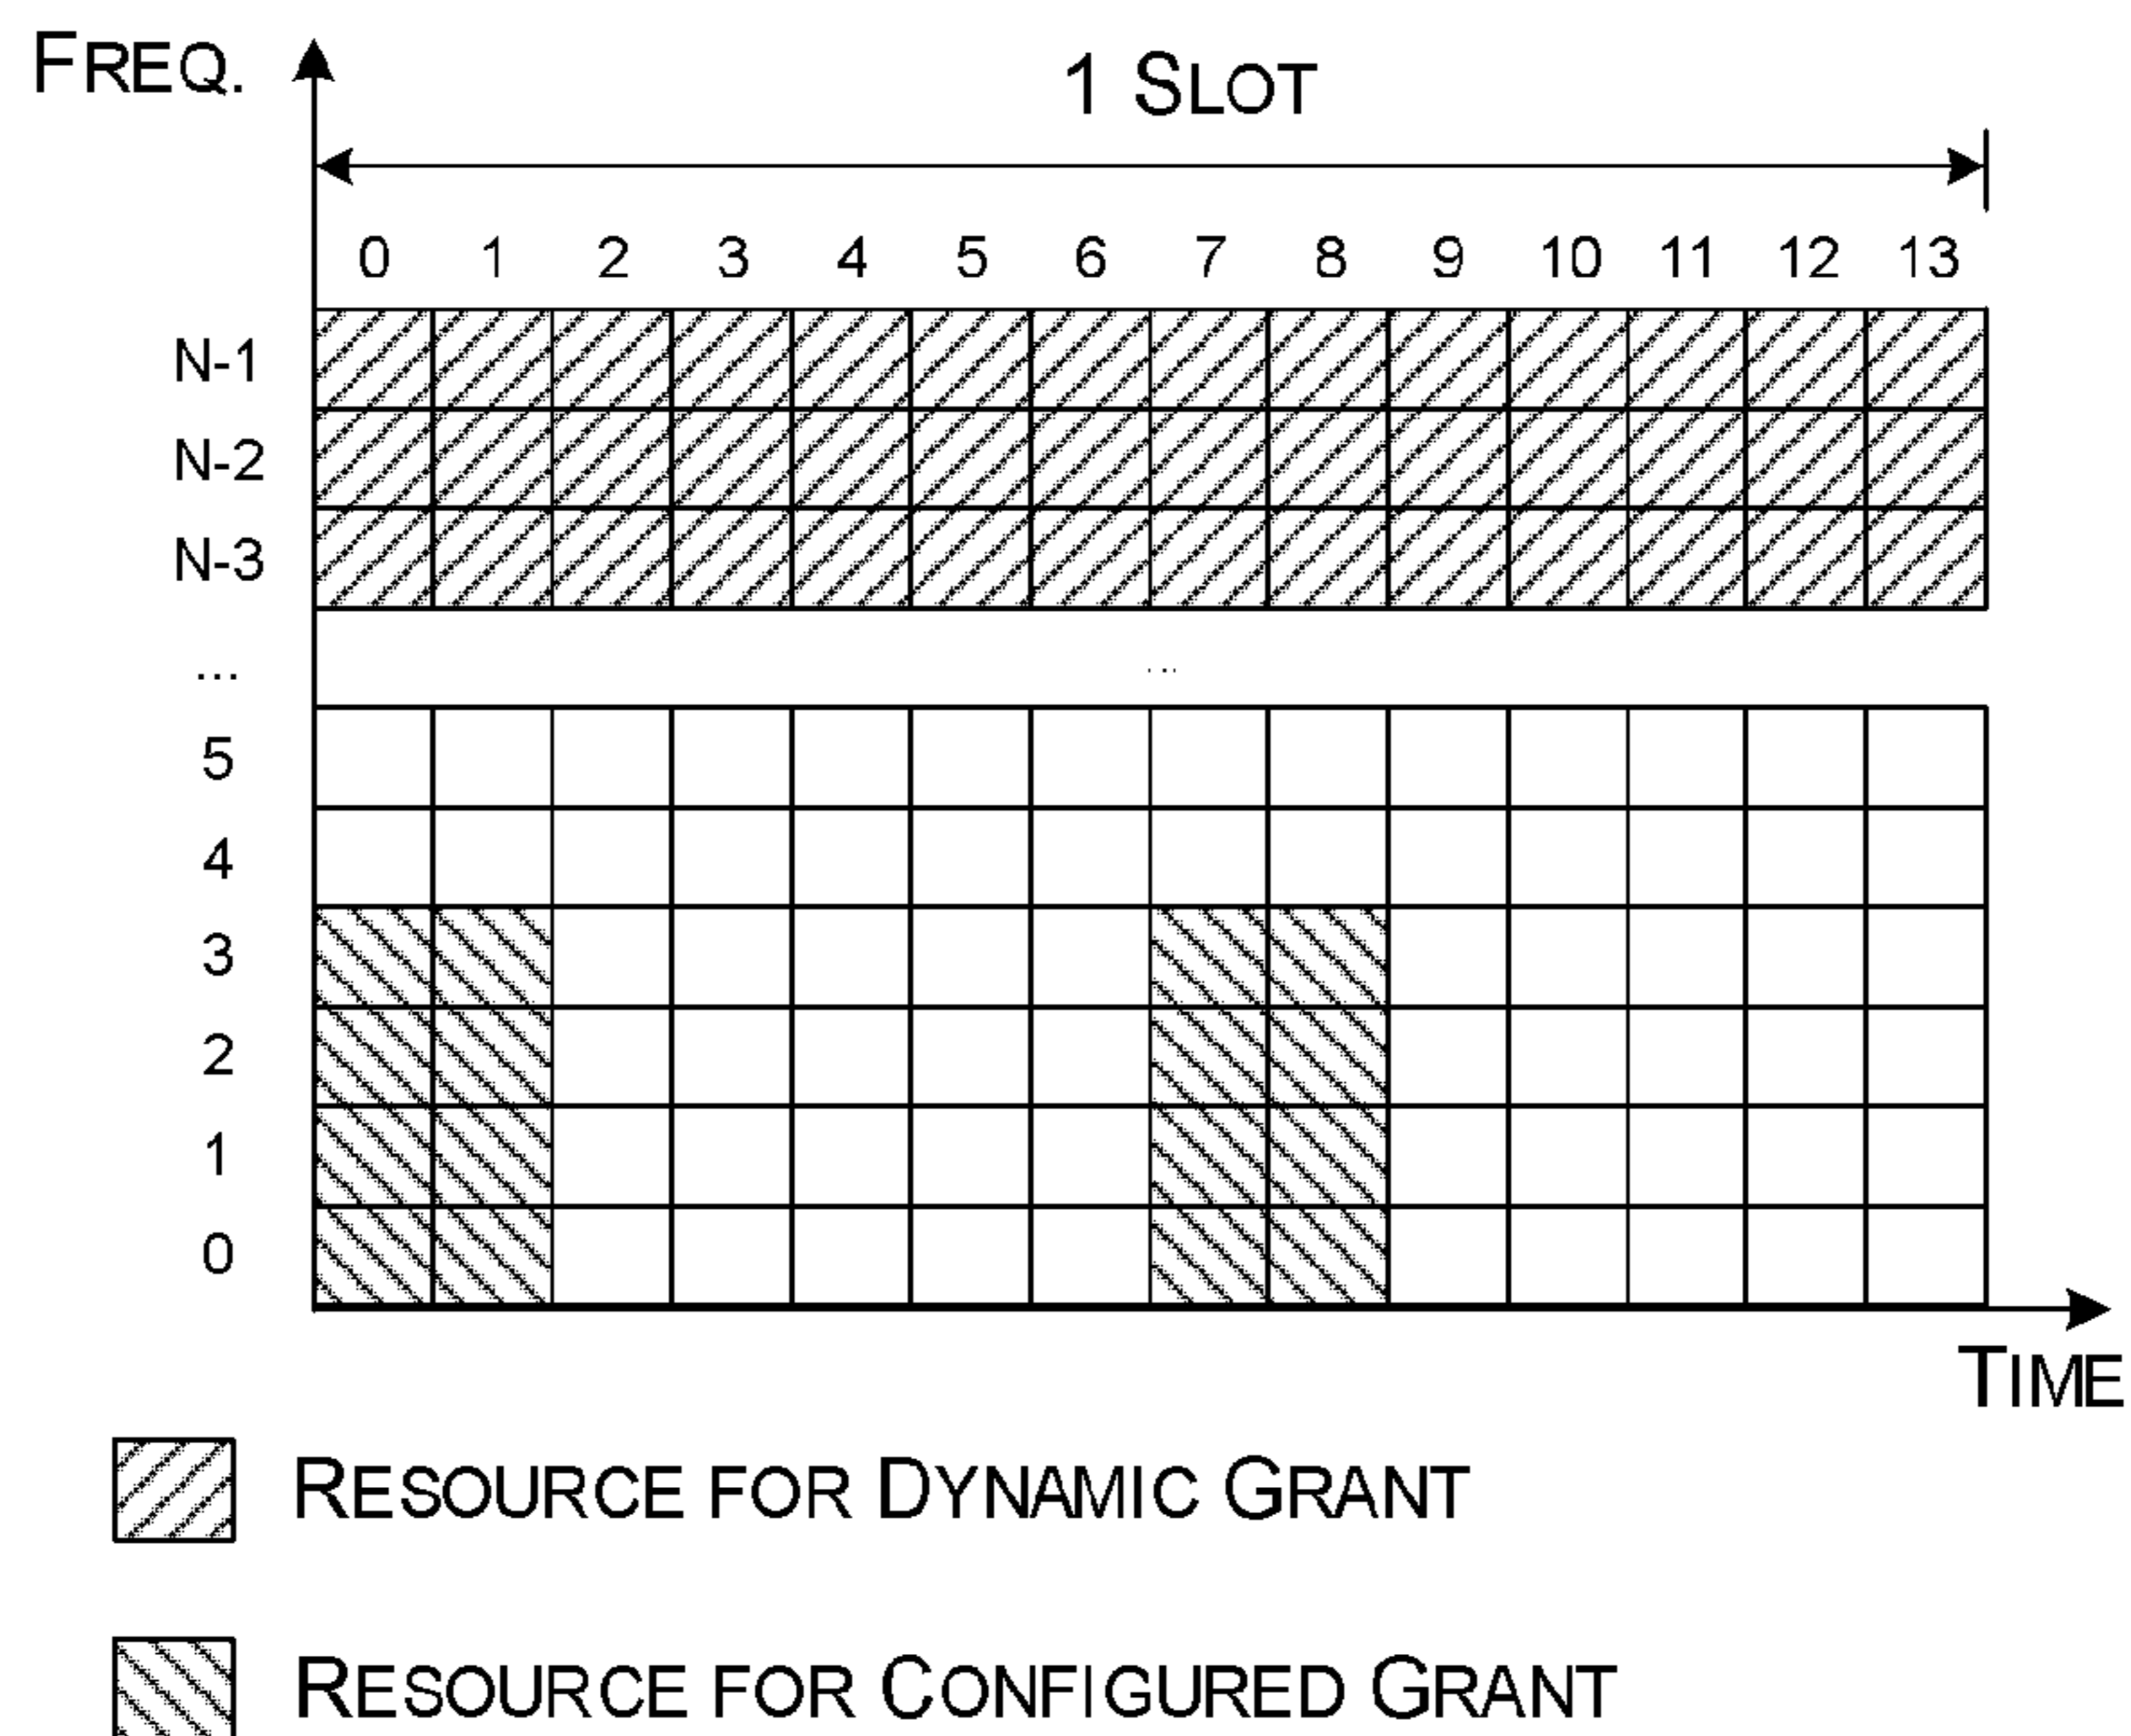 FREQ.
1 SLOT
0 1 2 3 4 5 6 7 8 9 10 11 12 13
N-1
N-2
N-3
... ...
5
4
3
2
1
0
TIME
RESOURCE FOR DYNAMIC GRANT
RESOURCE FOR CONFIGURED GRANT